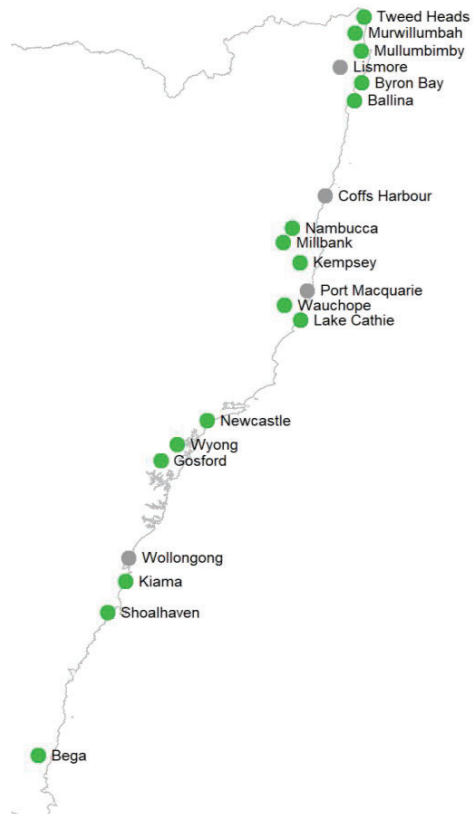 Tweed Heads
Murwillumbah
Mullumbimby
Lismore
Byron Bay
Ballina
Coffs Harbour
Nambucca
Millbank
Kempsey
Port Macquarie
Wauchope
Lake Cathie
Newcastle
Wyong
Gosford
Wollongong
Kiama
Shoalhaven
Bega